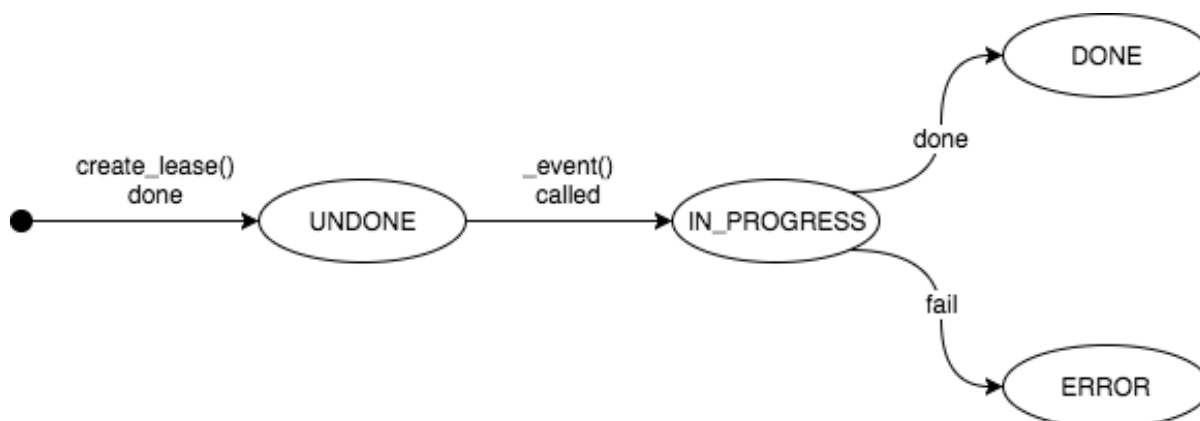 DONE
done
create_lease()
done
_event()
called
UNDONE
IN_PROGRESS
fail
ERROR